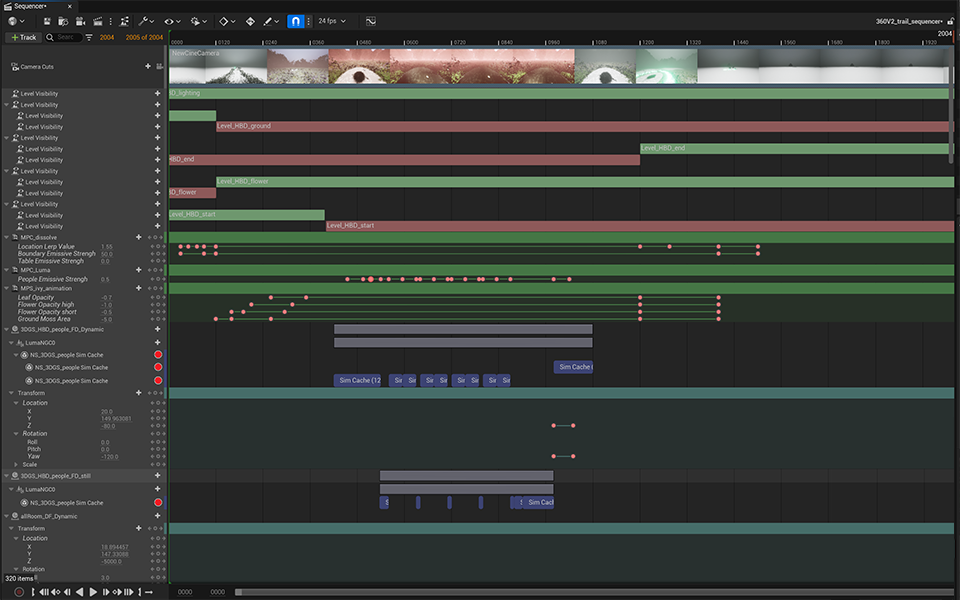 Sequencer•
24 fps
360V2_trail_sequencer•
+ Track
Search
2004
2005 of 2004
0000 0120 0240 0360 0480 0600 0720 0840 0960 1080 1200 1320 1440 1560 1680 1800 1920
2004
Camera Cuts
NewCineCamera
Level Visibility
Level Visibility
Level Visibility
Level Visibility
Level_HBD_ground
Level Visibility
Level Visibility
Level_HBD_end
Level Visibility
HBD_end
Level Visibility
Level Visibility
Level_HBD_flower
Level Visibility
Level Visibility
Level Visibility
Level_HBD_start
Level Visibility
Level_HBD_start
MPC_dissolve
Location Lerp Value 1.55
Boundary Emissive Strengh 50.0
Table Emissive Strengh 0.0
MPC_Luma
People Emissive Strengh 0.5
MPS_ivy_animation
Leaf Opacity -0.7
Flower Opacity high -1.0
Flower Opacity short -0.5
Ground Moss Area -5.0
3DGS_HBD_people_FD_Dynamic
LumaNGC0
NS_3DGS_people Sim Cache
NS_3DGS_people Sim Cache
Sim Cache
NS_3DGS_people Sim Cache
Sim Cache (12
Transform
Location
X 20.0
Y 149.963981
Z -80.0
Rotation
Roll 0.0
Pitch 0.0
Yaw -120.0
Scale
3DGS_HBD_people_FD_still
LumaNGC0
NS_3DGS_people Sim Cache
Sim Cach
allRoom_DF_Dynamic
Transform
Location
X 18.894457
Y 147.33088
Z -5000.0
Rotation
320 items
3.0
0000 0000